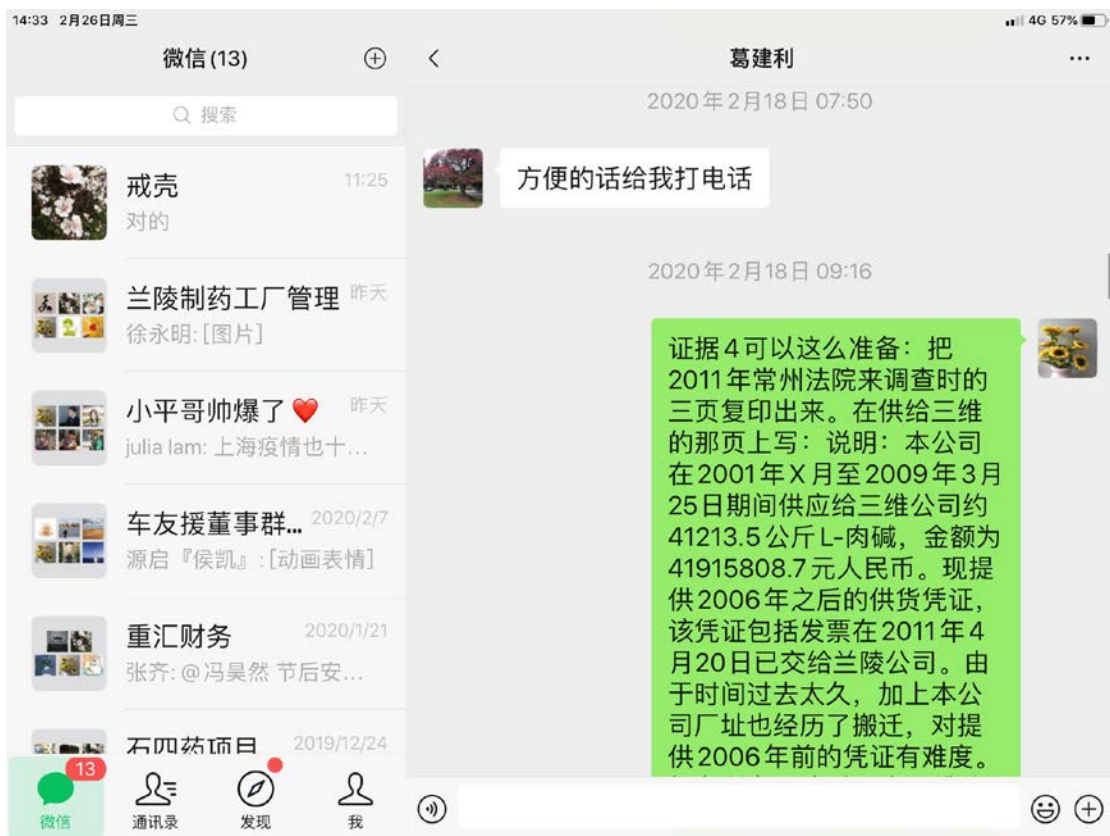 14:33 2月26日周三
4G 57%
微信(13)
搜索
戒壳
11:25
对的
兰陵制药工厂管理
昨天
徐永明: [图片]
小平哥帅爆了❤️
昨天
julia lam: 上海疫情也十...
车友援董事群...
2020/2/7
源启『侯凯』: [动画表情]
重汇财务
2020/1/21
张齐: @冯昊然 节后安...
石四药项目
2019/12/24
13
微信
通讯录
发现
我
葛建利
2020年2月18日 07:50
方便的话给我打电话
2020年2月18日 09:16
证据4可以这么准备：把
2011年常州法院来调查时的
三页复印出来。在供给三维
的那页上写：说明：本公司
在2001年X月至2009年3月
25日期间供应给三维公司约
41213.5公斤L-肉碱，金额为
41915808.7元人民币。现提
供2006年之后的供货凭证，
该凭证包括发票在2011年4
月20日已交给兰陵公司。由
于时间过去太久，加上本公
司厂址也经历了搬迁，对提
供2006年前的凭证有难度。